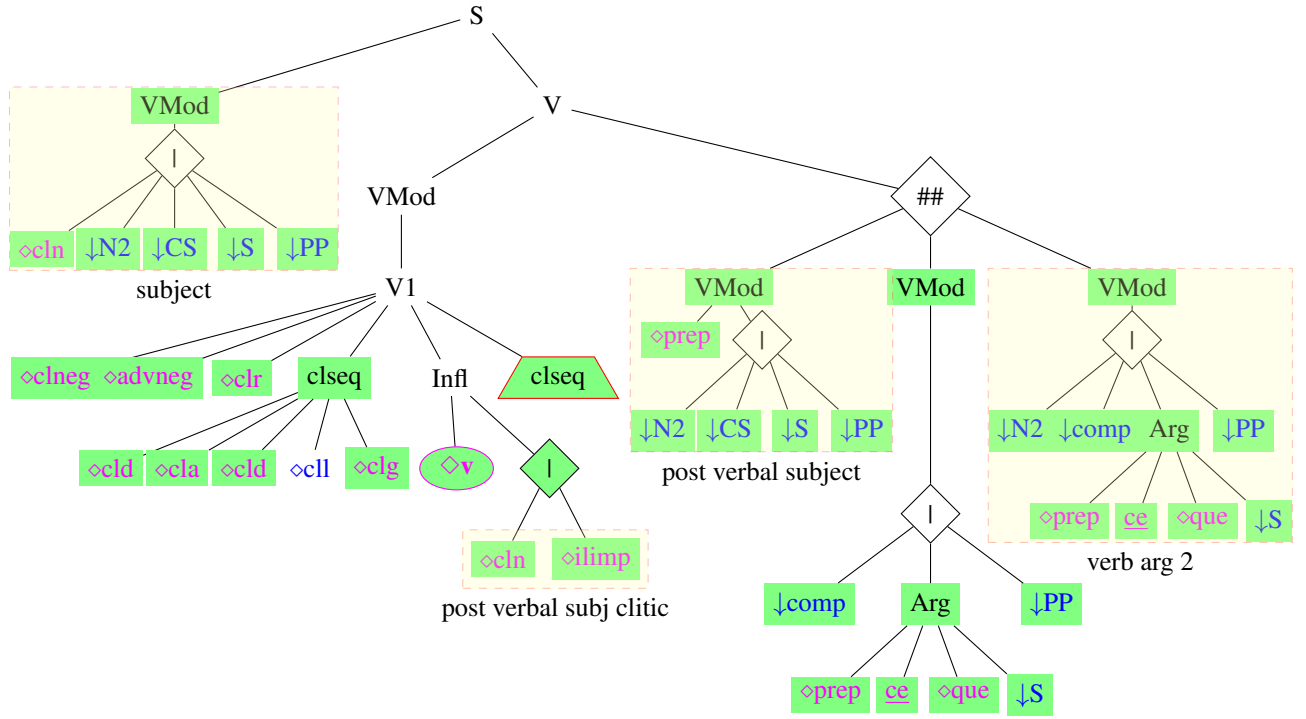 S
VMod
V
|
VMod
##
◇cln ↓N2 ↓CS ↓S ↓PP
subject
V1
VMod VMod VMod
◇prep | |
◇clneg ◇advneg ◇clr clseq Infl clseq
↓N2 ↓CS ↓S ↓PP
↓N2 ↓comp Arg ↓PP
post verbal subject
◇cld ◇cla ◇cld ◇cll ◇clg ◇v |
|
◇prep ce ◇que ↓S
verb arg 2
◇cln ◇ilimp
post verbal subj clitic
↓comp Arg ↓PP
◇prep ce ◇que ↓S